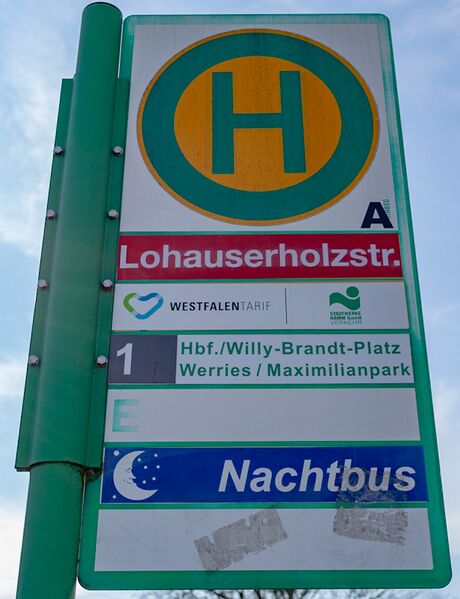 H
A
Lohauserholzstr.
WESTFALENTARIF
STADTWERKE
HAMM GmbH
VERKEHR
1
Hbf./Willy-Brandt-Platz
Werries / Maximilianpark
E
Nachtbus